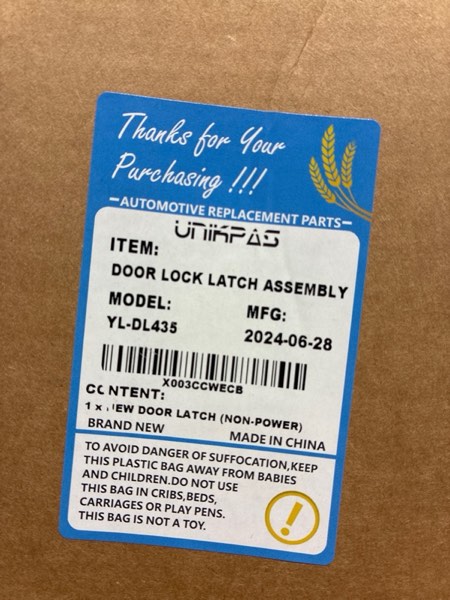 Thanks for Your
Purchasing !!!
AUTOMOTIVE REPLACEMENT PARTS
UNIKPAS
ITEM:
DOOR LOCK LATCH ASSEMBLY
MODEL: MFG:
YL-DL435 2024-06-28
X003CCWECB
CONTENT:
1 x NEW DOOR LATCH (NON-POWER)
BRAND NEW MADE IN CHINA
TO AVOID DANGER OF SUFFOCATION,KEEP
THIS PLASTIC BAG AWAY FROM BABIES
AND CHILDREN.DO NOT USE
THIS BAG IN CRIBS,BEDS,
CARRIAGES OR PLAY PENS.
THIS BAG IS NOT A TOY.
!